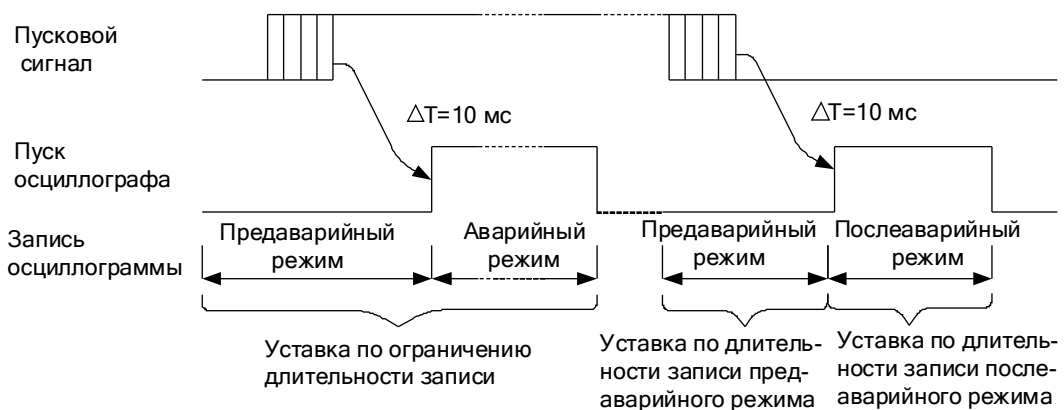 Пусковой
сигнал
△T=10 мс
△T=10 мс
Пуск
осциллографа
Запись
осциллограммы
Предаварийный
режим
Аварийный
режим
Предаварийный
режим
Послеаварийный
режим
Уставка по ограничению
длительности записи
Уставка по длитель-
ности записи пред-
аварийного режима
Уставка по длитель-
ности записи после-
аварийного режима